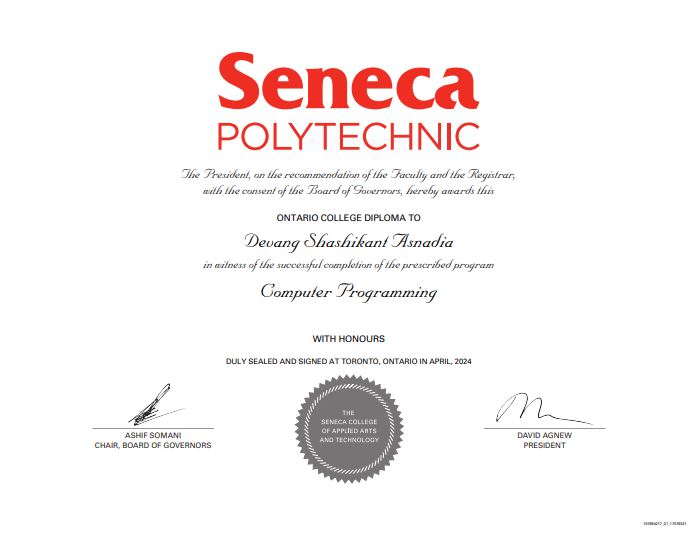 Seneca
POLYTECHNIC
The President, on the recommendation of the Faculty and the Registrar,
with the consent of the Board of Governors, hereby awards this
ONTARIO COLLEGE DIPLOMA TO
Devang Shashikant Asnadia
in witness of the successful completion of the prescribed program
Computer Programming
WITH HONOURS
DULY SEALED AND SIGNED AT TORONTO, ONTARIO IN APRIL, 2024
THE
SENECA COLLEGE
OF APPLIED ARTS
AND TECHNOLOGY
ASHIF SOMANI
CHAIR, BOARD OF GOVERNORS
DAVID AGNEW
PRESIDENT